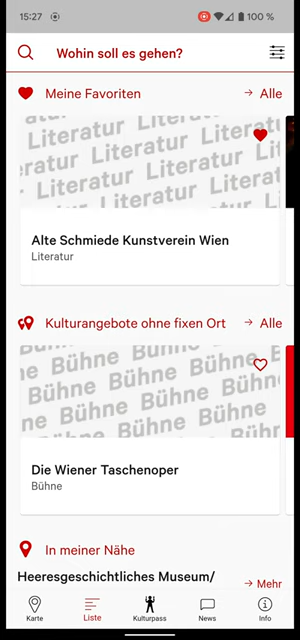 15:27
100 %
Wohin soll es gehen?
Meine Favoriten
→ Alle
Literatur Literatur
Literatur Literatur
Literatur Literatur
Alte Schmiede Kunstverein Wien
Literatur
Kulturangebote ohne fixen Ort
→ Alle
Bühne Bühne Bühne
Bühne Bühne Bühne
Bühne Bühne Bühne
Die Wiener Taschenoper
Bühne
In meiner Nähe
Heeresgeschichtliches Museum/
→ Mehr
Karte
Liste
Kulturpass
News
Info